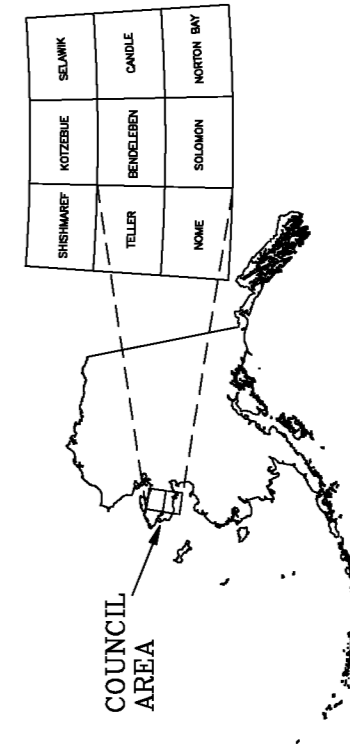 SHISHMAREF KOTZEBUE SELAWIK
TELLER BENDELEBEN CANDLE
NOME SOLOMON NORTON BAY
COUNCIL
AREA